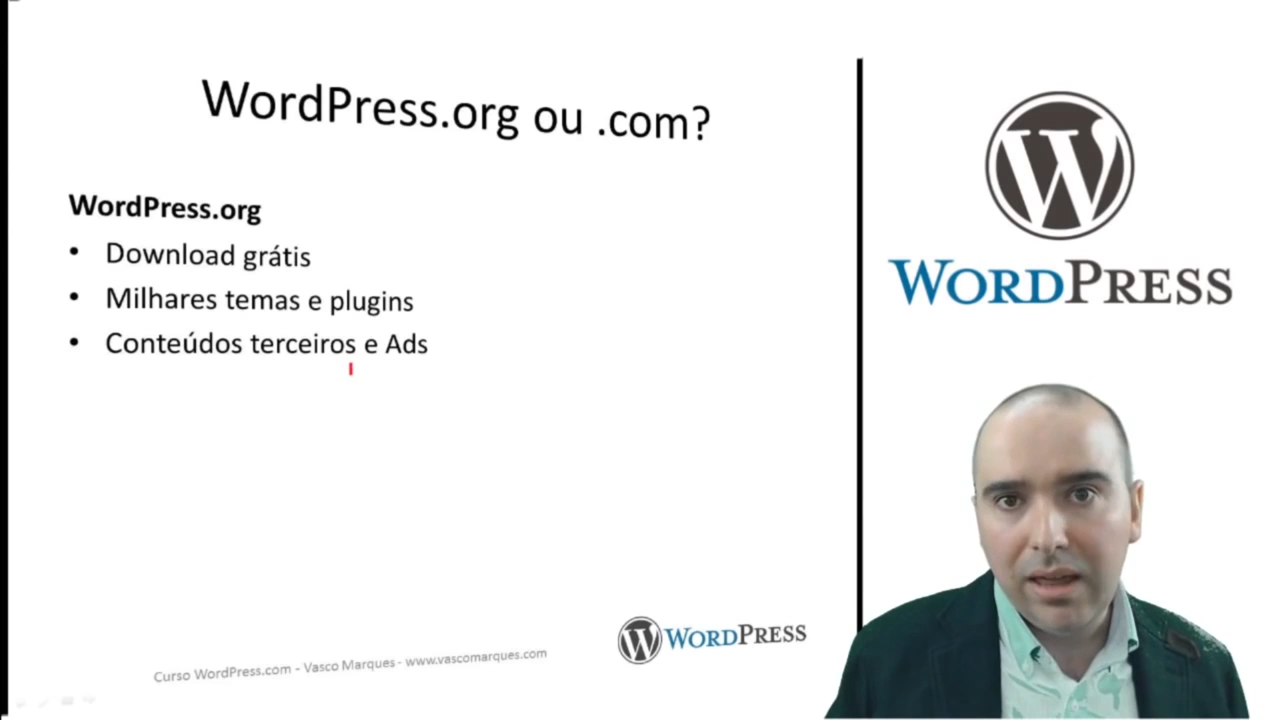 WordPress.org ou .com?
WordPress.org
• Download grátis
• Milhares temas e plugins
• Conteúdos terceiros e Ads
WORDPRESS
Curso WordPress.com - Vasco Marques - www.vascomarques.com
WORDPRESS